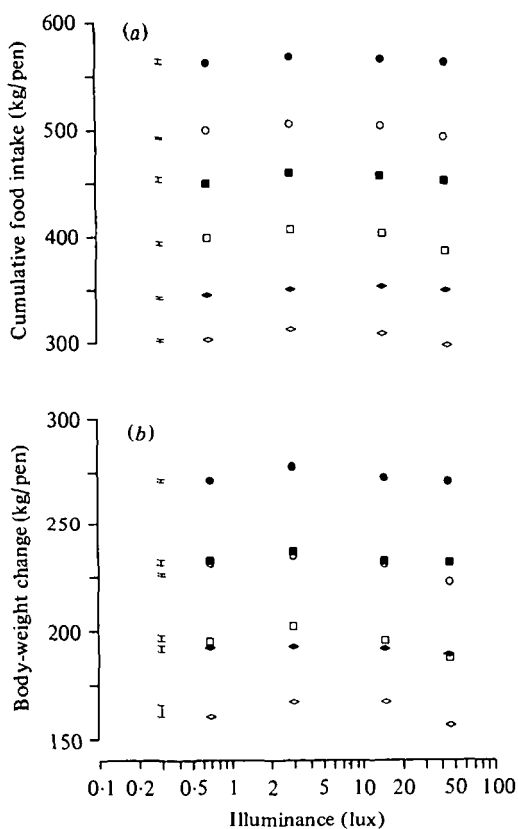 600
(a)
500
400
300
Cumulative food intake (kg/pen)
300
(b)
250
200
150
Body-weight change (kg/pen)
0·1 0·2 0·5 1 2 5 10 20 50 100
Illuminance (lux)